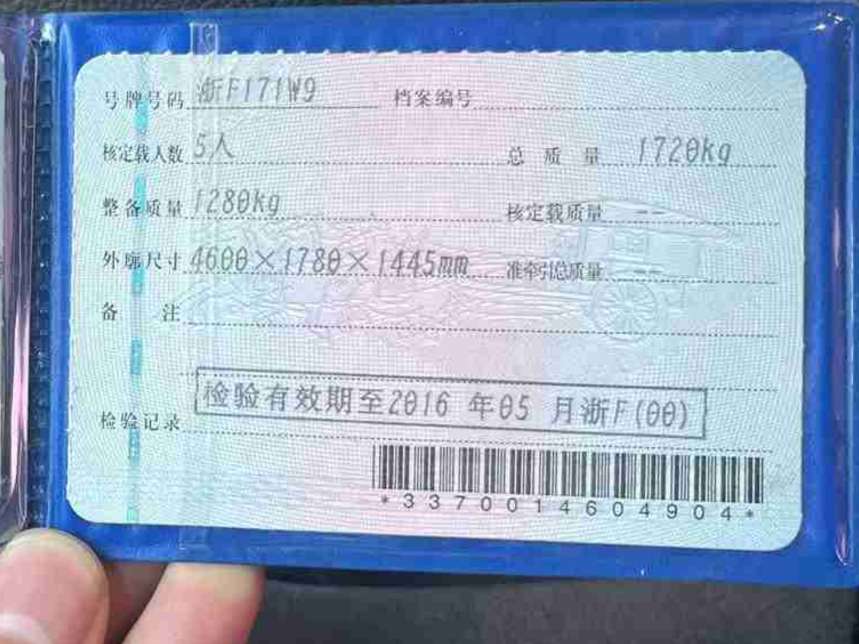 号牌号码 浙F171W9 档案编号
核定载人数 5人 总质量 1720kg
整备质量 1280kg 核定载质量 --
外廓尺寸 4600×1780×1445mm 准牵引总质量 --
备注
检验有效期至2016 年05 月浙F(00)
检验记录
*3370014604904*